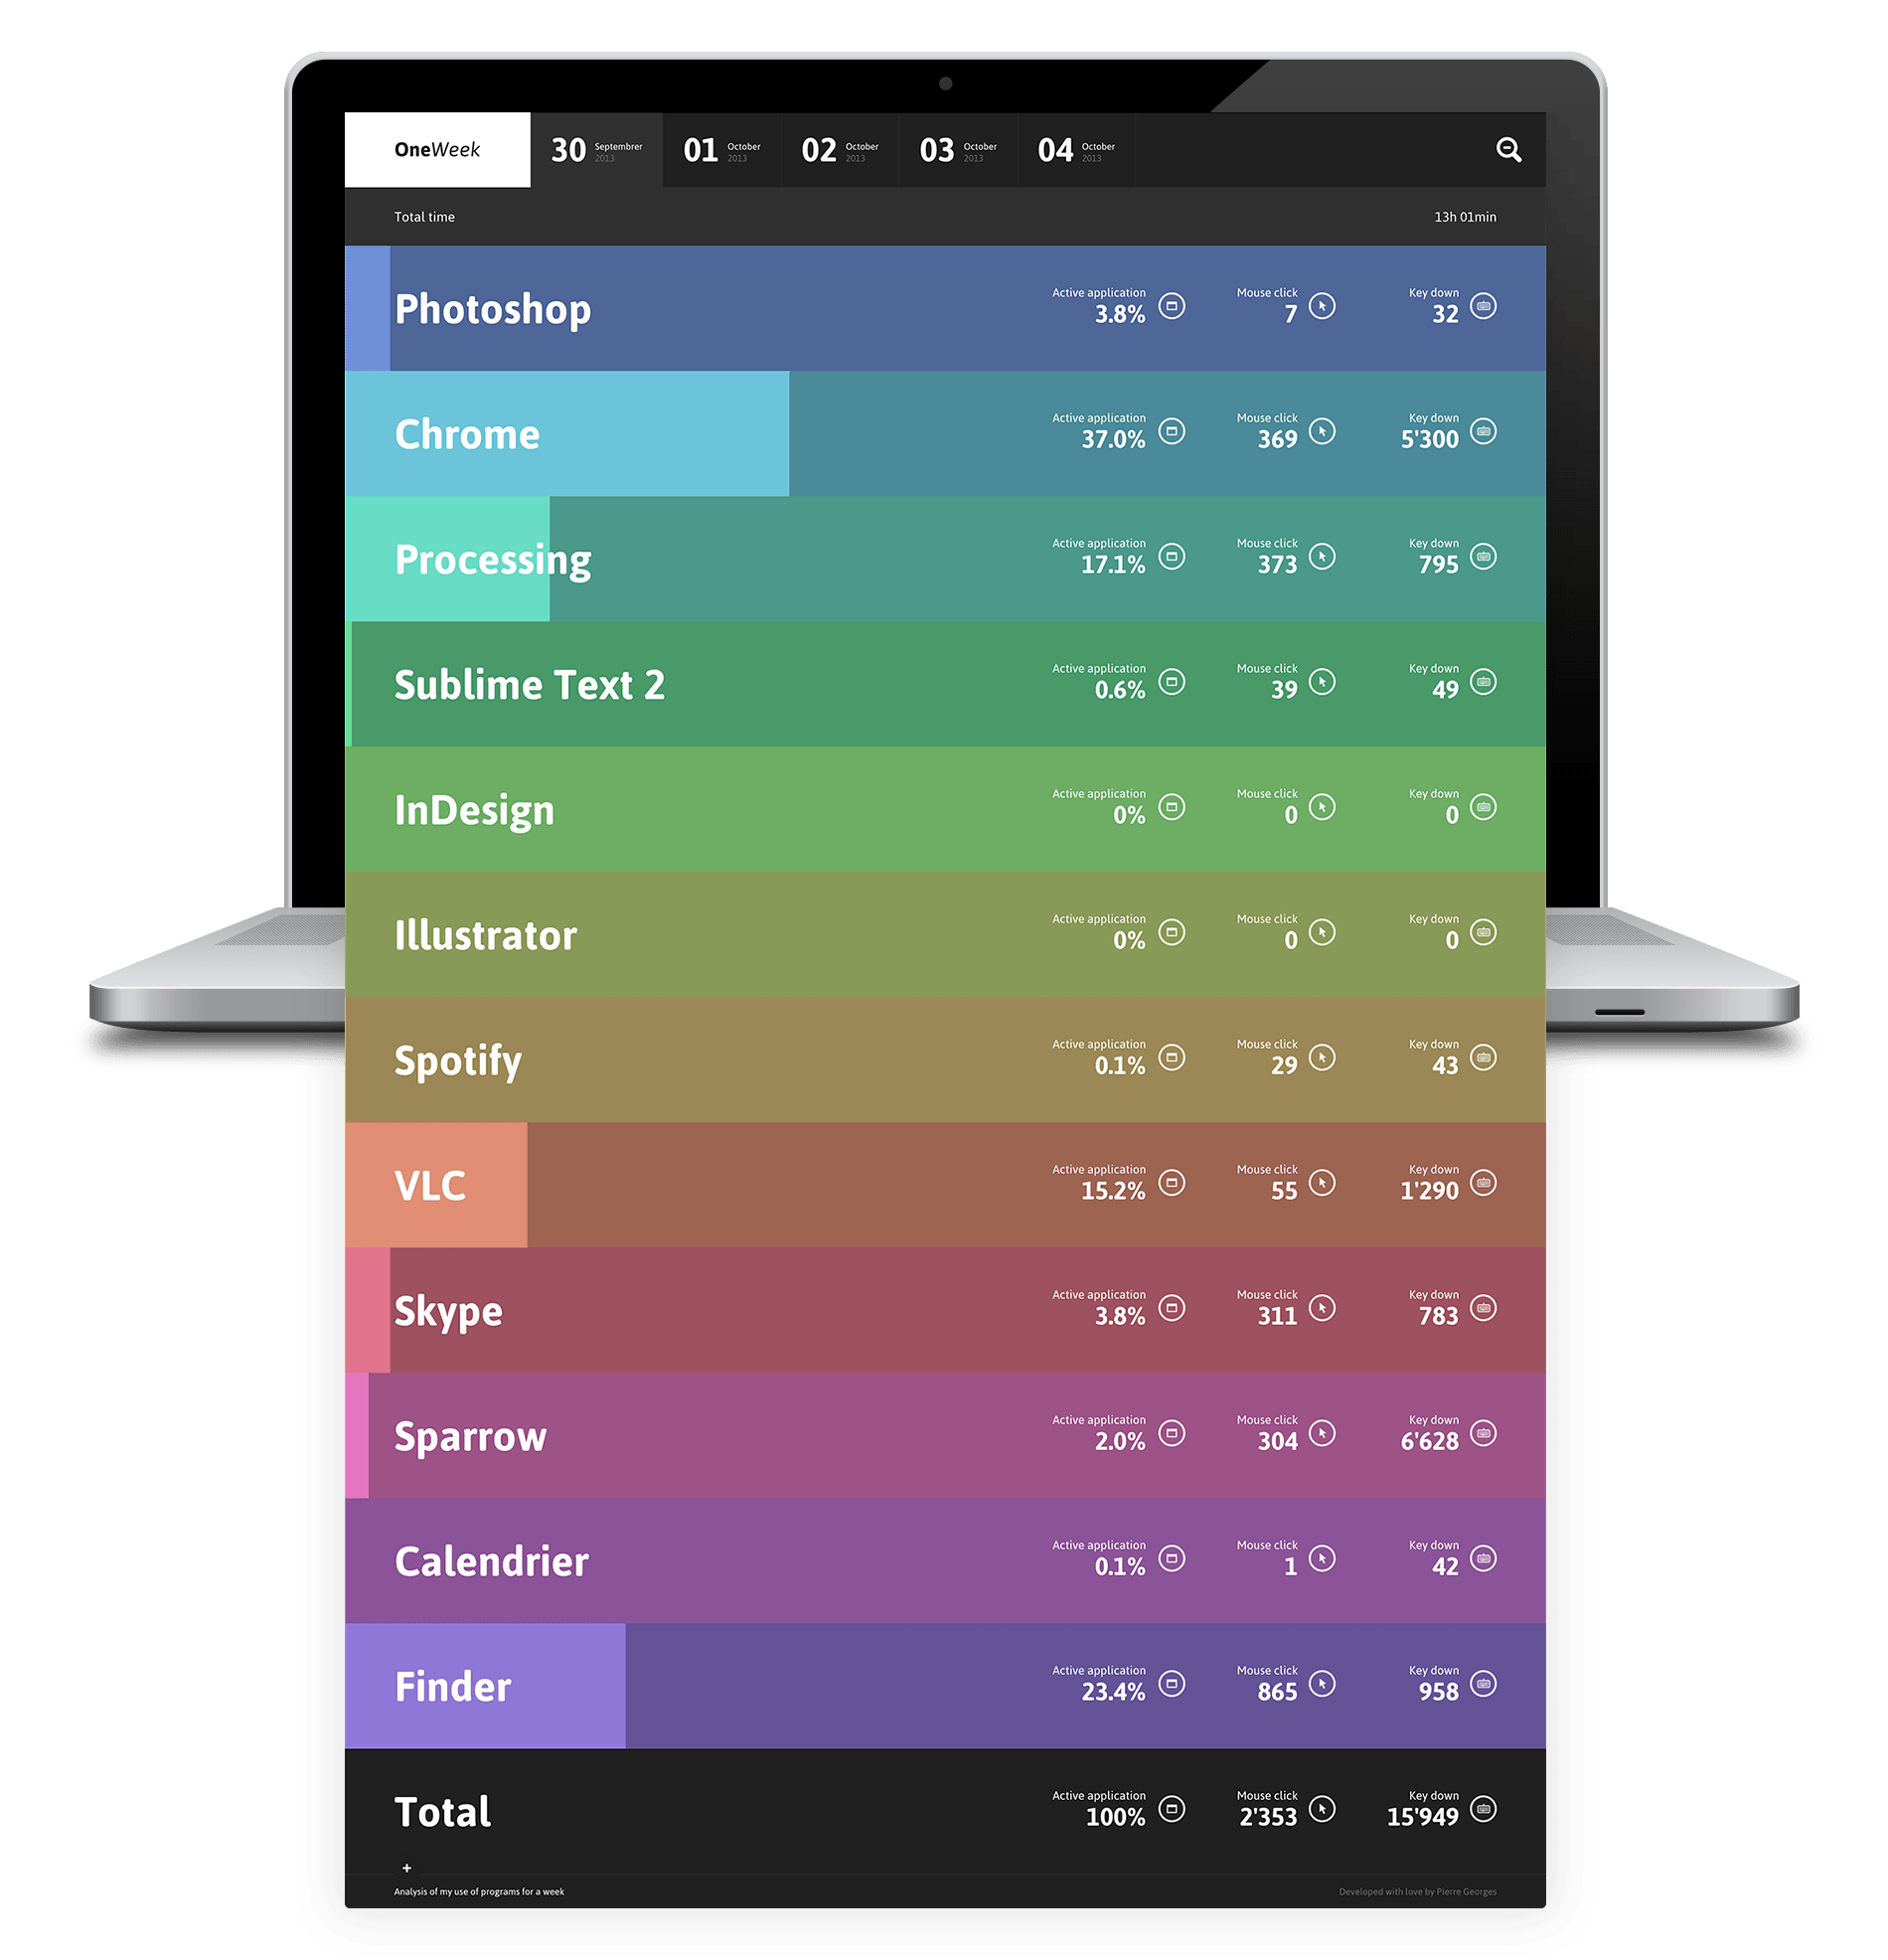 OneWeek
30 Septembrer
2013
01 October
2013
02 October
2013
03 October
2013
04 October
2013
Total time 13h 01min
Photoshop
Active application Mouse click Key down
3.8% 7 32
Chrome
Active application Mouse click Key down
37.0% 369 5'300
Processing
Active application Mouse click Key down
17.1% 373 795
Sublime Text 2
Active application Mouse click Key down
0.6% 39 49
InDesign
Active application Mouse click Key down
0% 0 0
Illustrator
Active application Mouse click Key down
0% 0 0
Spotify
Active application Mouse click Key down
0.1% 29 43
VLC
Active application Mouse click Key down
15.2% 55 1'290
Skype
Active application Mouse click Key down
3.8% 311 783
Sparrow
Active application Mouse click Key down
2.0% 304 6'628
Calendrier
Active application Mouse click Key down
0.1% 1 42
Finder
Active application Mouse click Key down
23.4% 865 958
Total
Active application Mouse click Key down
100% 2'353 15'949
+
Analysis of my use of programs for a week Developed with love by Pierre Georges